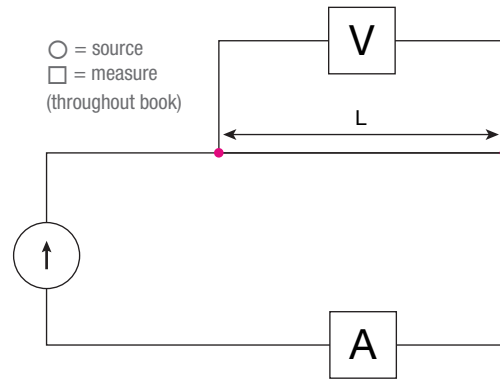 V
= source
= measure
(throughout book)
L
A